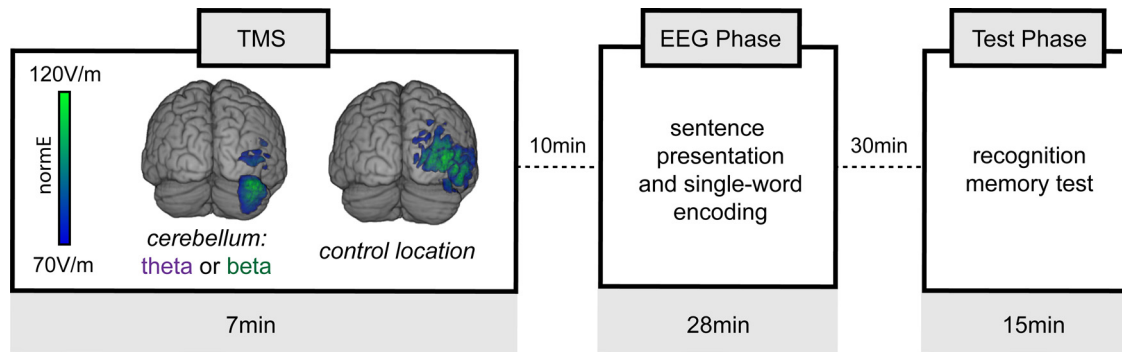 TMS
120V/m
normE
70V/m
cerebellum:
theta or beta
control location
7min
10min
EEG Phase
sentence
presentation
and single-word
encoding
28min
30min
Test Phase
recognition
memory test
15min